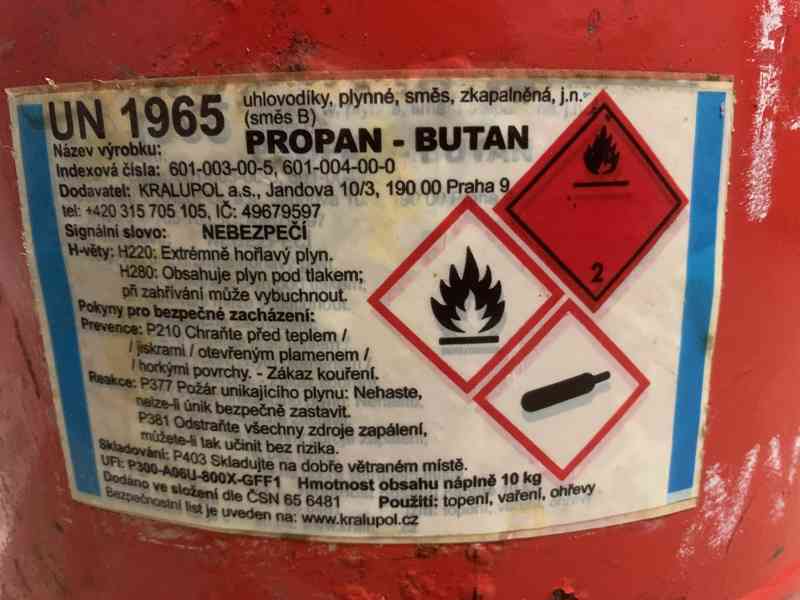 UN 1965 uhlovodíky, plynné, směs, zkapalněná, j.n.
(směs B)
Název výrobku: PROPAN - BUTAN
Indexová čísla: 601-003-00-5, 601-004-00-0
Dodavatel: KRALUPOL a.s., Jandova 10/3, 190 00 Praha 9
tel: +420 315 705 105, IČ: 49679597
Signální slovo: NEBEZPEČÍ
H-věty: H220: Extrémně hořlavý plyn.
H280: Obsahuje plyn pod tlakem;
při zahřívání může vybuchnout.
Pokyny pro bezpečné zacházení:
Prevence: P210 Chraňte před teplem /
/ jiskrami / otevřeným plamenem /
/ horkými povrchy. - Zákaz kouření.
Reakce: P377 Požár unikajícího plynu: Nehaste,
nelze-li únik bezpečně zastavit.
P381 Odstraňte všechny zdroje zapálení,
můžete-li tak učinit bez rizika.
Skladování: P403 Skladujte na dobře větraném místě.
UFI: P300-A06U-800X-GFF1 Hmotnost obsahu náplně 10 kg
Dodáno ve složení dle ČSN 65 6481 Použití: topení, vaření, ohřevy
Bezpečnostní list je uveden na: www.kralupol.cz
2